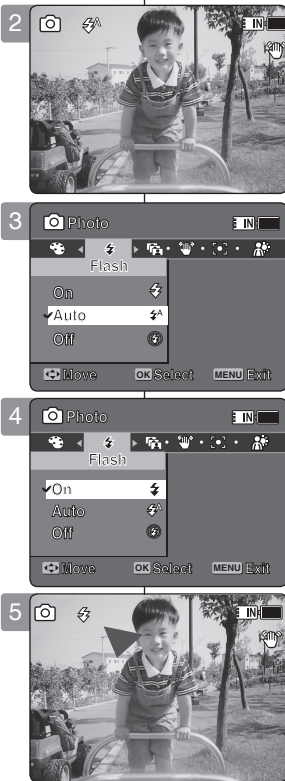 2
IN
3
Photo
IN
Flash
On
Auto
A
Off
Move
OK Select
MENU Exit
4
Photo
IN
Flash
On
Auto
A
Off
Move
OK Select
MENU Exit
5
IN